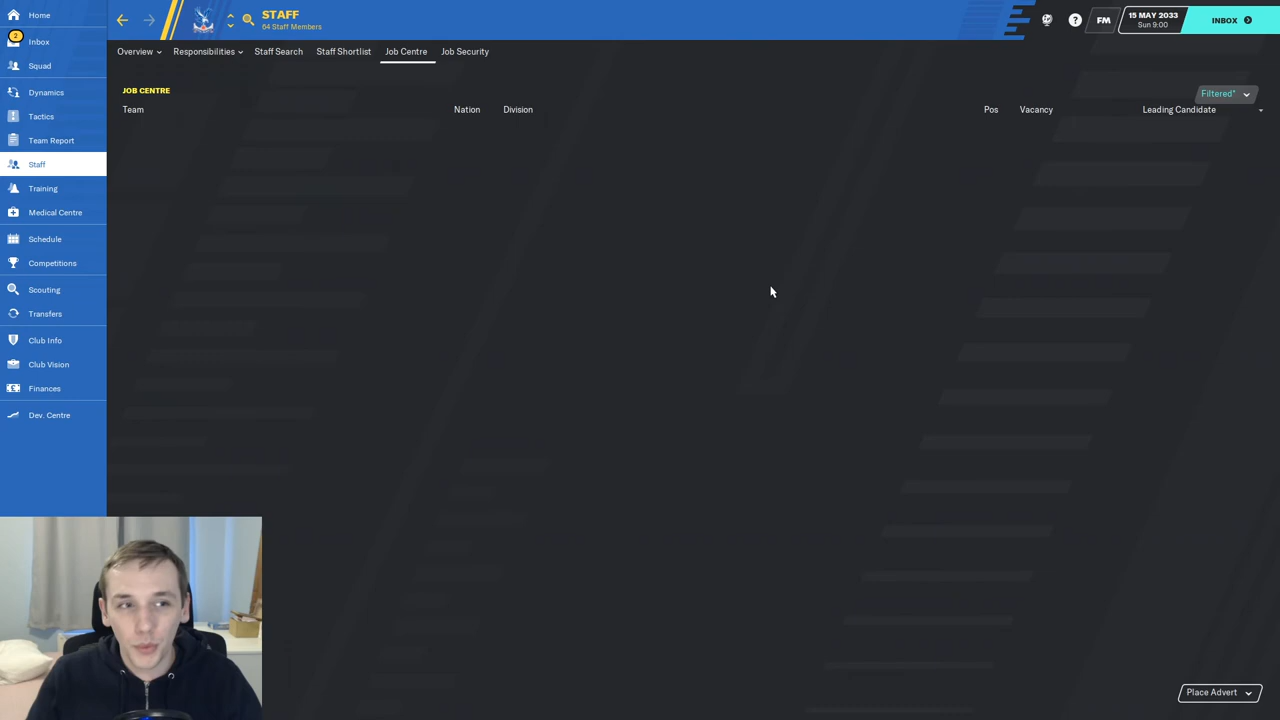 Home
Inbox
2
Squad
Dynamics
Tactics
Team Report
Staff
Training
Medical Centre
Schedule
Competitions
Scouting
Transfers
Club Info
Club Vision
Finances
Dev. Centre
STAFF
64 Staff Members
FM
15 MAY 2033
Sun 9:00
INBOX
Overview
Responsibilities
Staff Search
Staff Shortlist
Job Centre
Job Security
JOB CENTRE
Filtered*
Team
Nation
Division
Pos
Vacancy
Leading Candidate
Place Advert